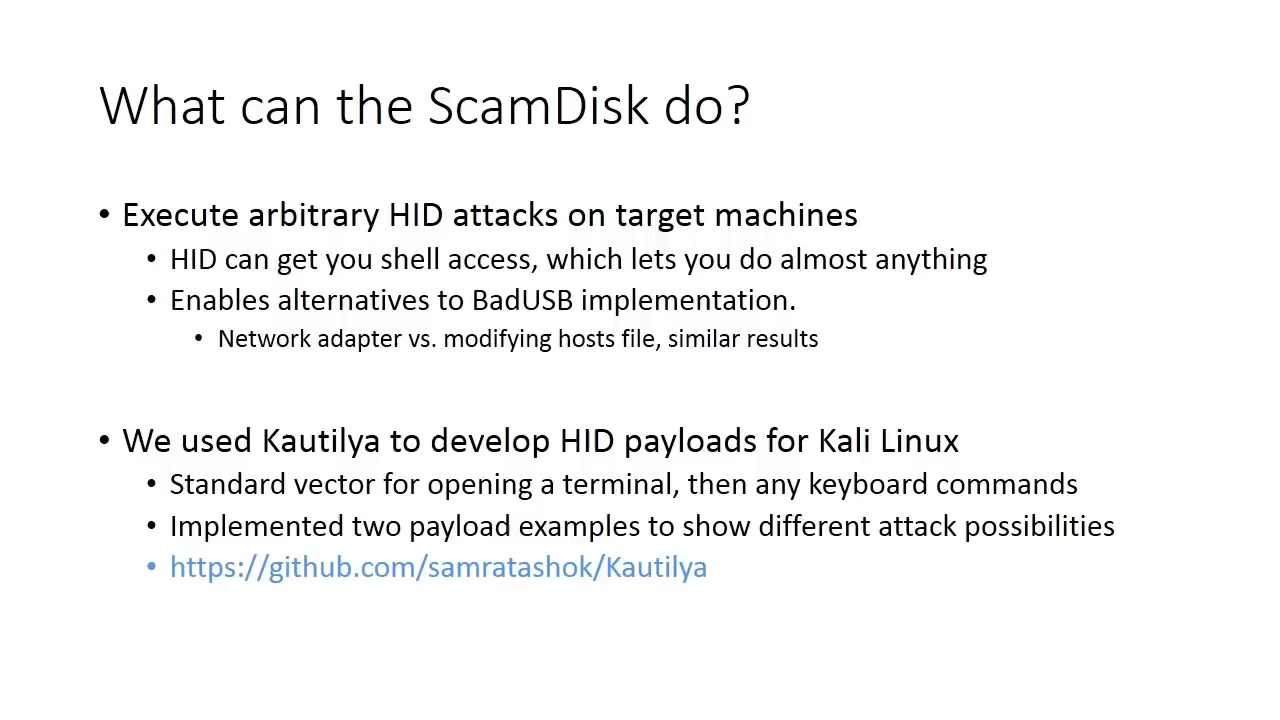 What can the ScamDisk do?
• Execute arbitrary HID attacks on target machines
• HID can get you shell access, which lets you do almost anything
• Enables alternatives to BadUSB implementation.
• Network adapter vs. modifying hosts file, similar results
• We used Kautilya to develop HID payloads for Kali Linux
• Standard vector for opening a terminal, then any keyboard commands
• Implemented two payload examples to show different attack possibilities
• https://github.com/samratashok/Kautilya